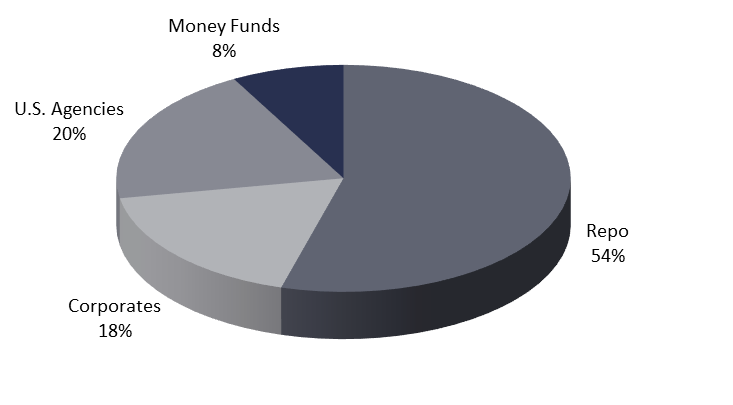 Money Funds
8%
U.S. Agencies
20%
Repo
54%
Corporates
18%